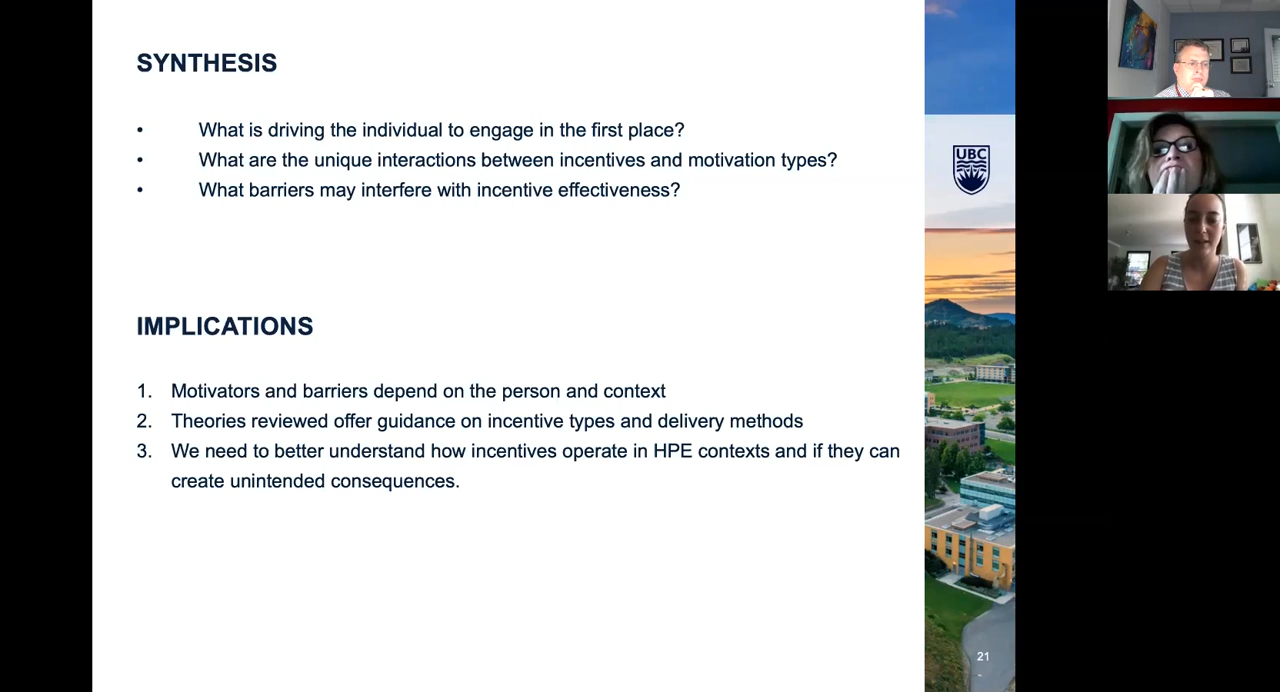 SYNTHESIS
• What is driving the individual to engage in the first place?
• What are the unique interactions between incentives and motivation types?
• What barriers may interfere with incentive effectiveness?
UBC
IMPLICATIONS
1. Motivators and barriers depend on the person and context
2. Theories reviewed offer guidance on incentive types and delivery methods
3. We need to better understand how incentives operate in HPE contexts and if they can
create unintended consequences.
21